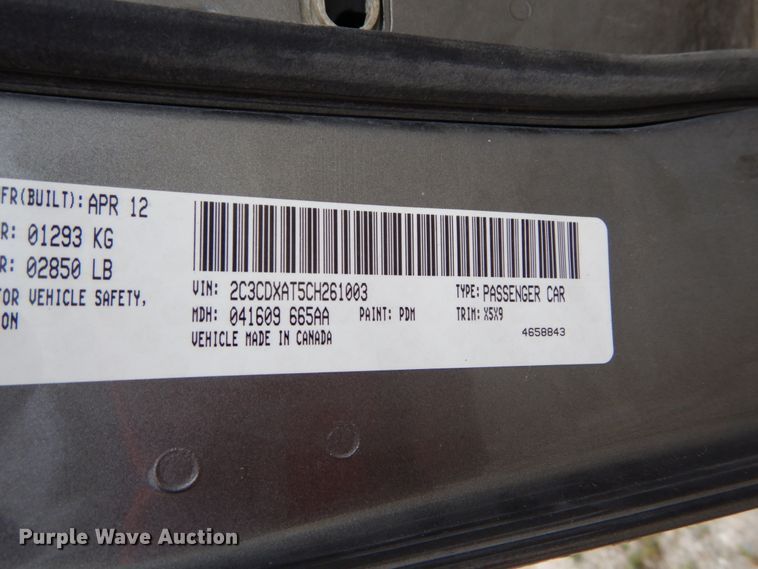 FR(BUILT): APR 12
R: 01293 KG
R: 02850 LB
TOR VEHICLE SAFETY,
ON
VIN: 2C3CDXAT5CH261003 TYPE: PASSENGER CAR
MDH: 041609 665AA PAINT: PDM TRIM: X5X9
VEHICLE MADE IN CANADA 4658843
Purple Wave Auction